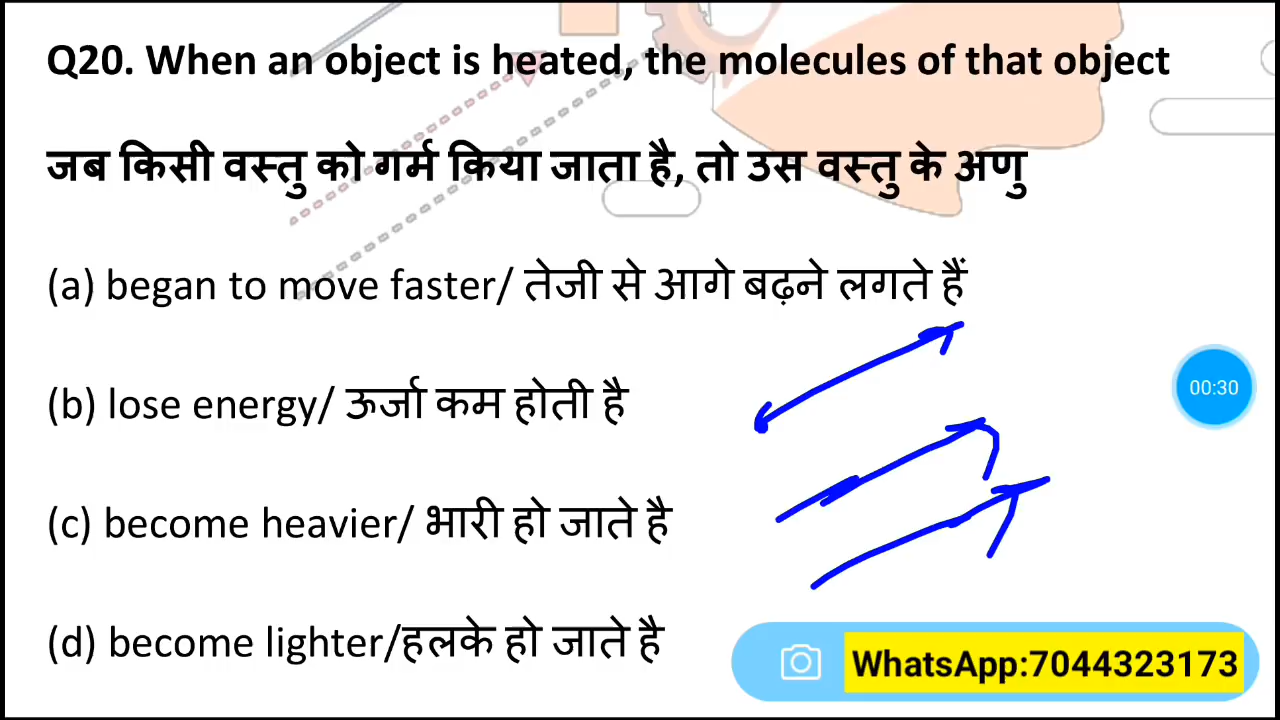 Q20. When an object is heated, the molecules of that object
जब किसी वस्तु को गर्म किया जाता है, तो उस वस्तु के अणु
(a) began to move faster/ तेजी से आगे बढ़ने लगते हैं
(b) lose energy/ ऊर्जा कम होती है
00:30
(c) become heavier/ भारी हो जाते है
(d) become lighter/हलके हो जाते है
WhatsApp:7044323173